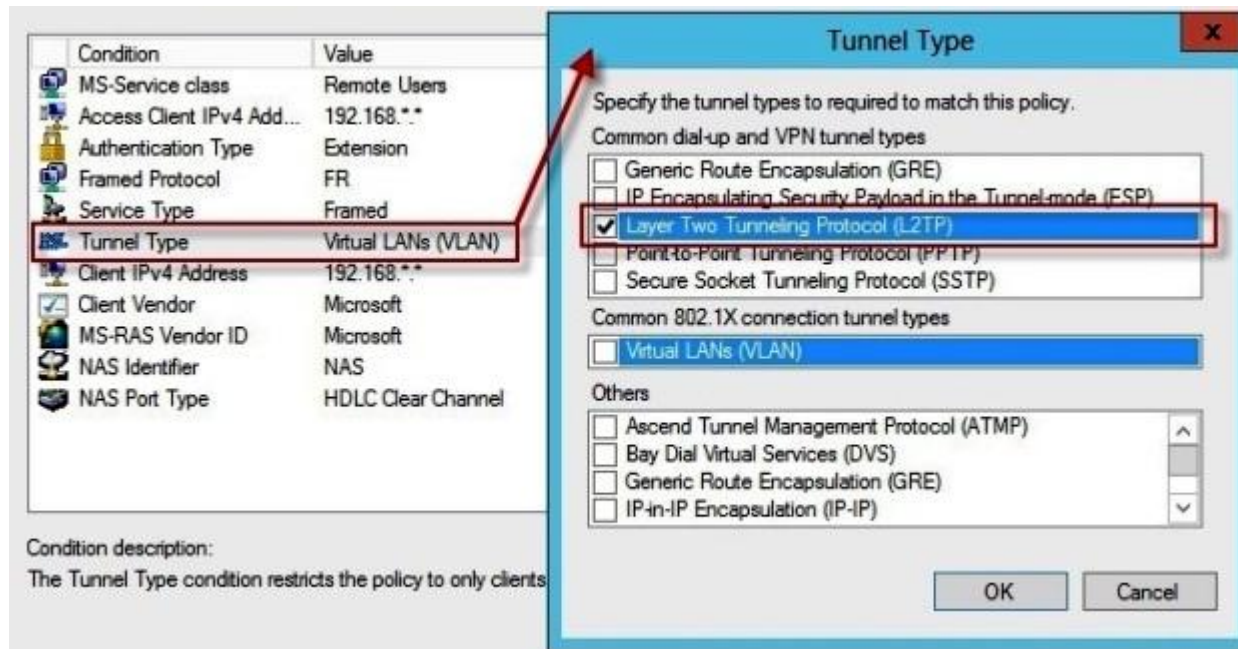 Condition Value
MS-Service class Remote Users
Access Client IPv4 Add... 192.168.*.*
Authentication Type Extension
Framed Protocol FR
Service Type Framed
Tunnel Type Virtual LANs (VLAN)
Client IPv4 Address 192.168.*.*
Client Vendor Microsoft
MS-RAS Vendor ID Microsoft
NAS Identifier NAS
NAS Port Type HDLC Clear Channel
Condition description:
The Tunnel Type condition restricts the policy to only clients
Tunnel Type
x
Specify the tunnel types to required to match this policy.
Common dial-up and VPN tunnel types
Generic Route Encapsulation (GRE)
IP Encapsulating Security Payload in the Tunnel-mode (ESP)
Layer Two Tunneling Protocol (L2TP)
Point-to-Point Tunneling Protocol (PPTP)
Secure Socket Tunneling Protocol (SSTP)
Common 802.1X connection tunnel types
Virtual LANs (VLAN)
Others
Ascend Tunnel Management Protocol (ATMP)
Bay Dial Virtual Services (DVS)
Generic Route Encapsulation (GRE)
IP-in-IP Encapsulation (IP-IP)
OK Cancel